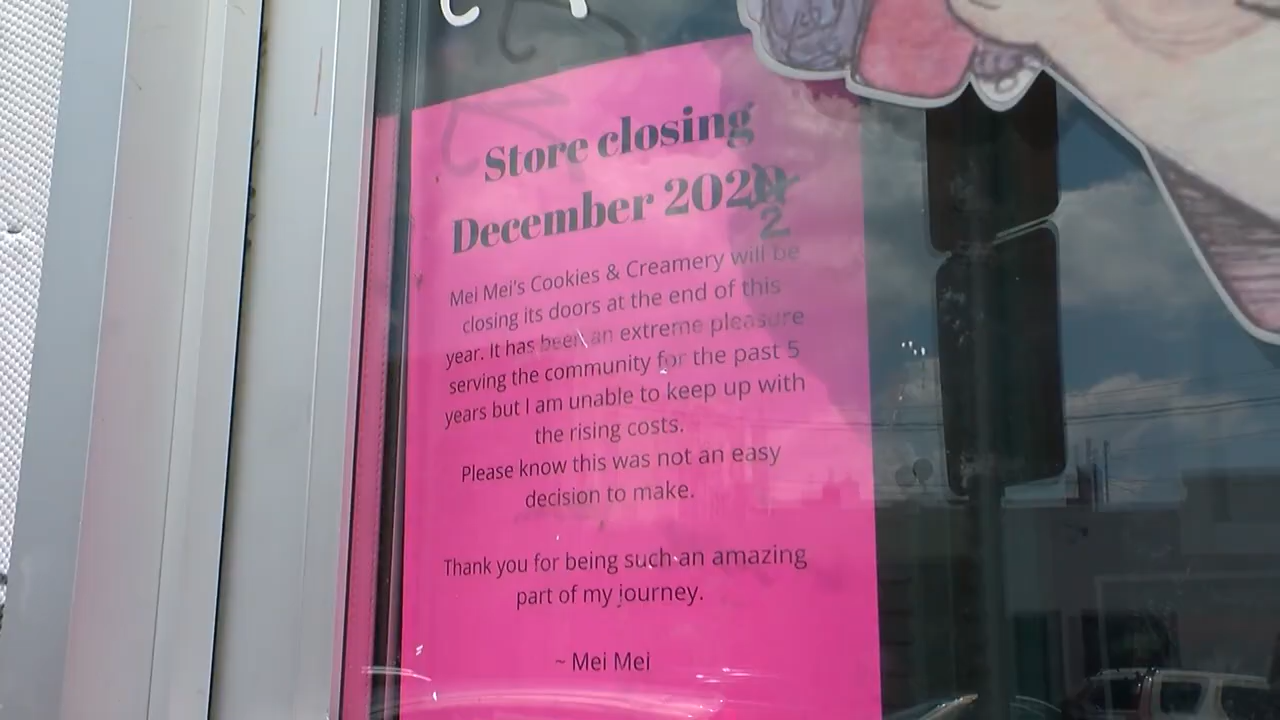 Store closing
December 2022
Mei Mei's Cookies & Creamery will be
closing its doors at the end of this
year. It has been an extreme pleasure
serving the community for the past 5
years but I am unable to keep up with
the rising costs.
Please know this was not an easy
decision to make.
Thank you for being such an amazing
part of my journey.
~ Mei Mei